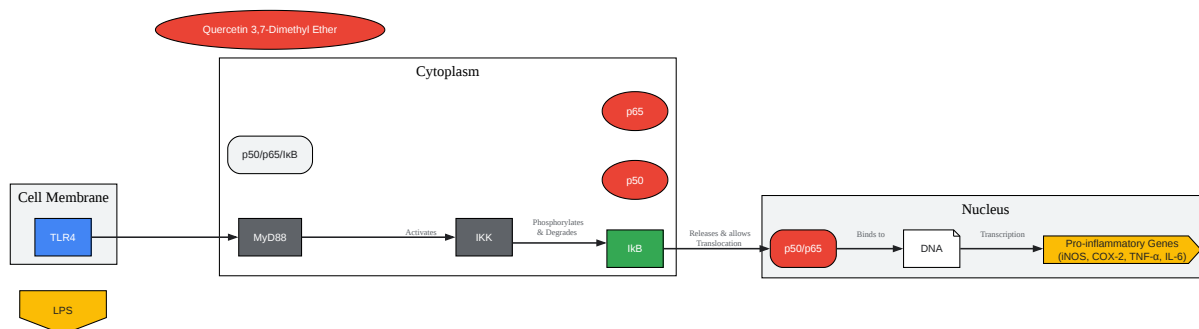 Quercetin 3,7-Dimethyl Ether
Cytoplasm
p65
p50/p65/IκB
p50
Cell Membrane
TLR4
MyD88
Activates
IKK
Phosphorylates
& Degrades
IkB
Releases & allows
Translocation
Nucleus
p50/p65
Binds to
DNA
Transcription
Pro-inflammatory Genes
(iNOS, COX-2, TNF-α, IL-6)
LPS